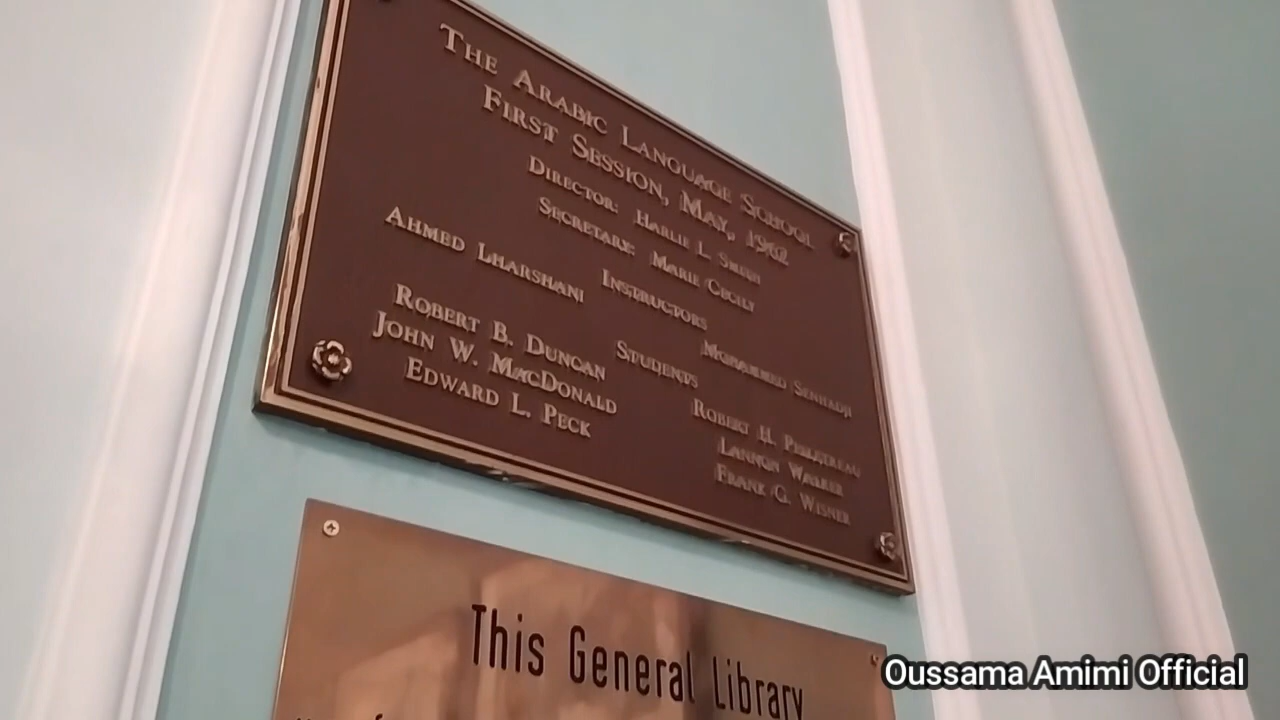 THE ARABIC LANGUAGE SCHOOL
FIRST SESSION, MAY, 1962
DIRECTOR: HARLIE L. SMITH
SECRETARY: MARIE CECILY
INSTRUCTORS
AHMED LHARSHANI
MOHAMMED SENHADJI
STUDENTS
ROBERT B. DUNCAN
JOHN W. MACDONALD
EDWARD L. PECK
ROBERT H. PELLETREAU
LANNON WALKER
FRANK G. WISNER
This General Library
Oussama Amimi Official